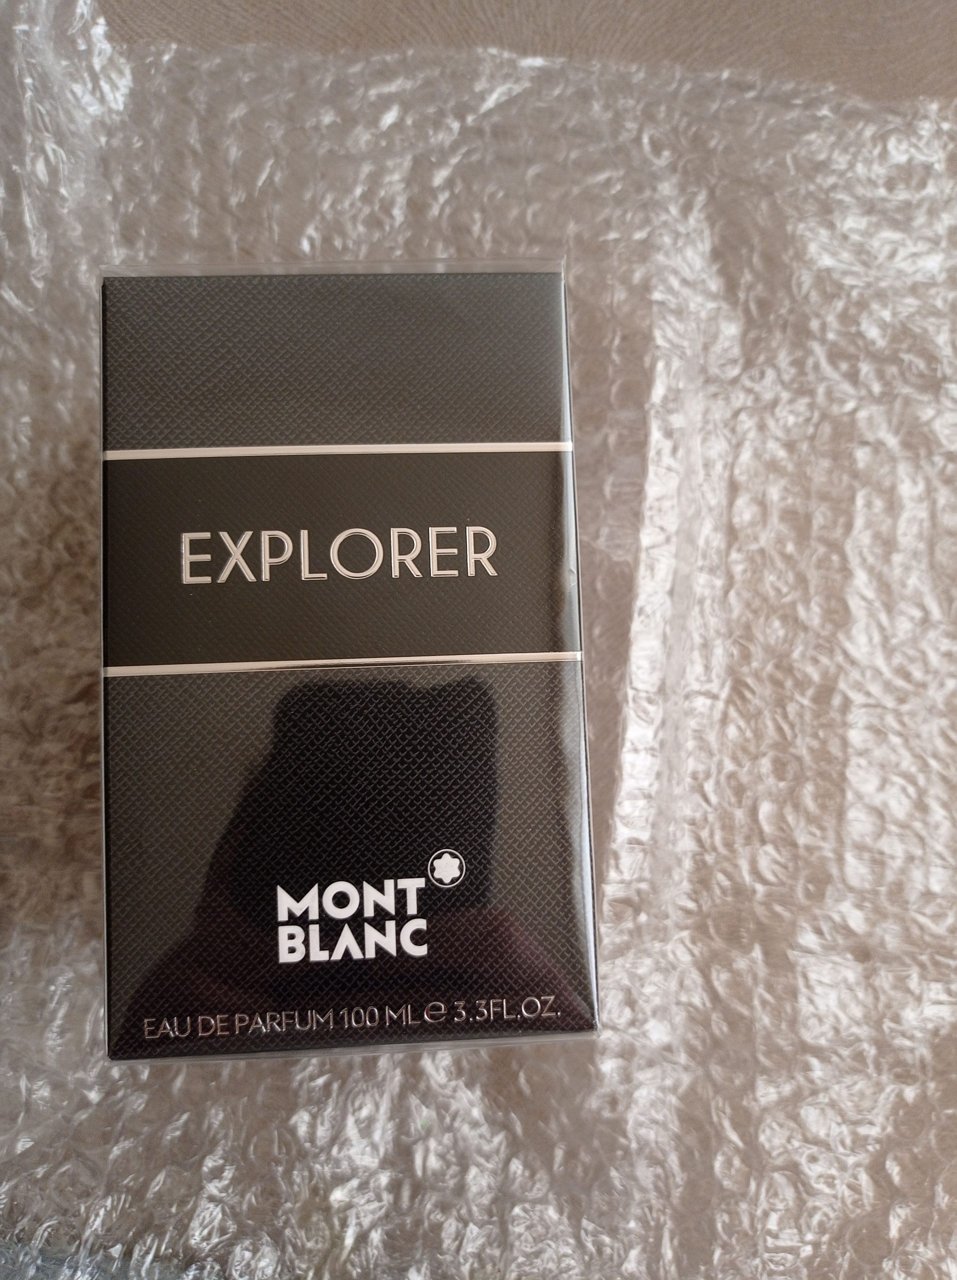 EXPLORER
MONT
BLANC
EAU DE PARFUM 100 ML ℮ 3.3FL.OZ.